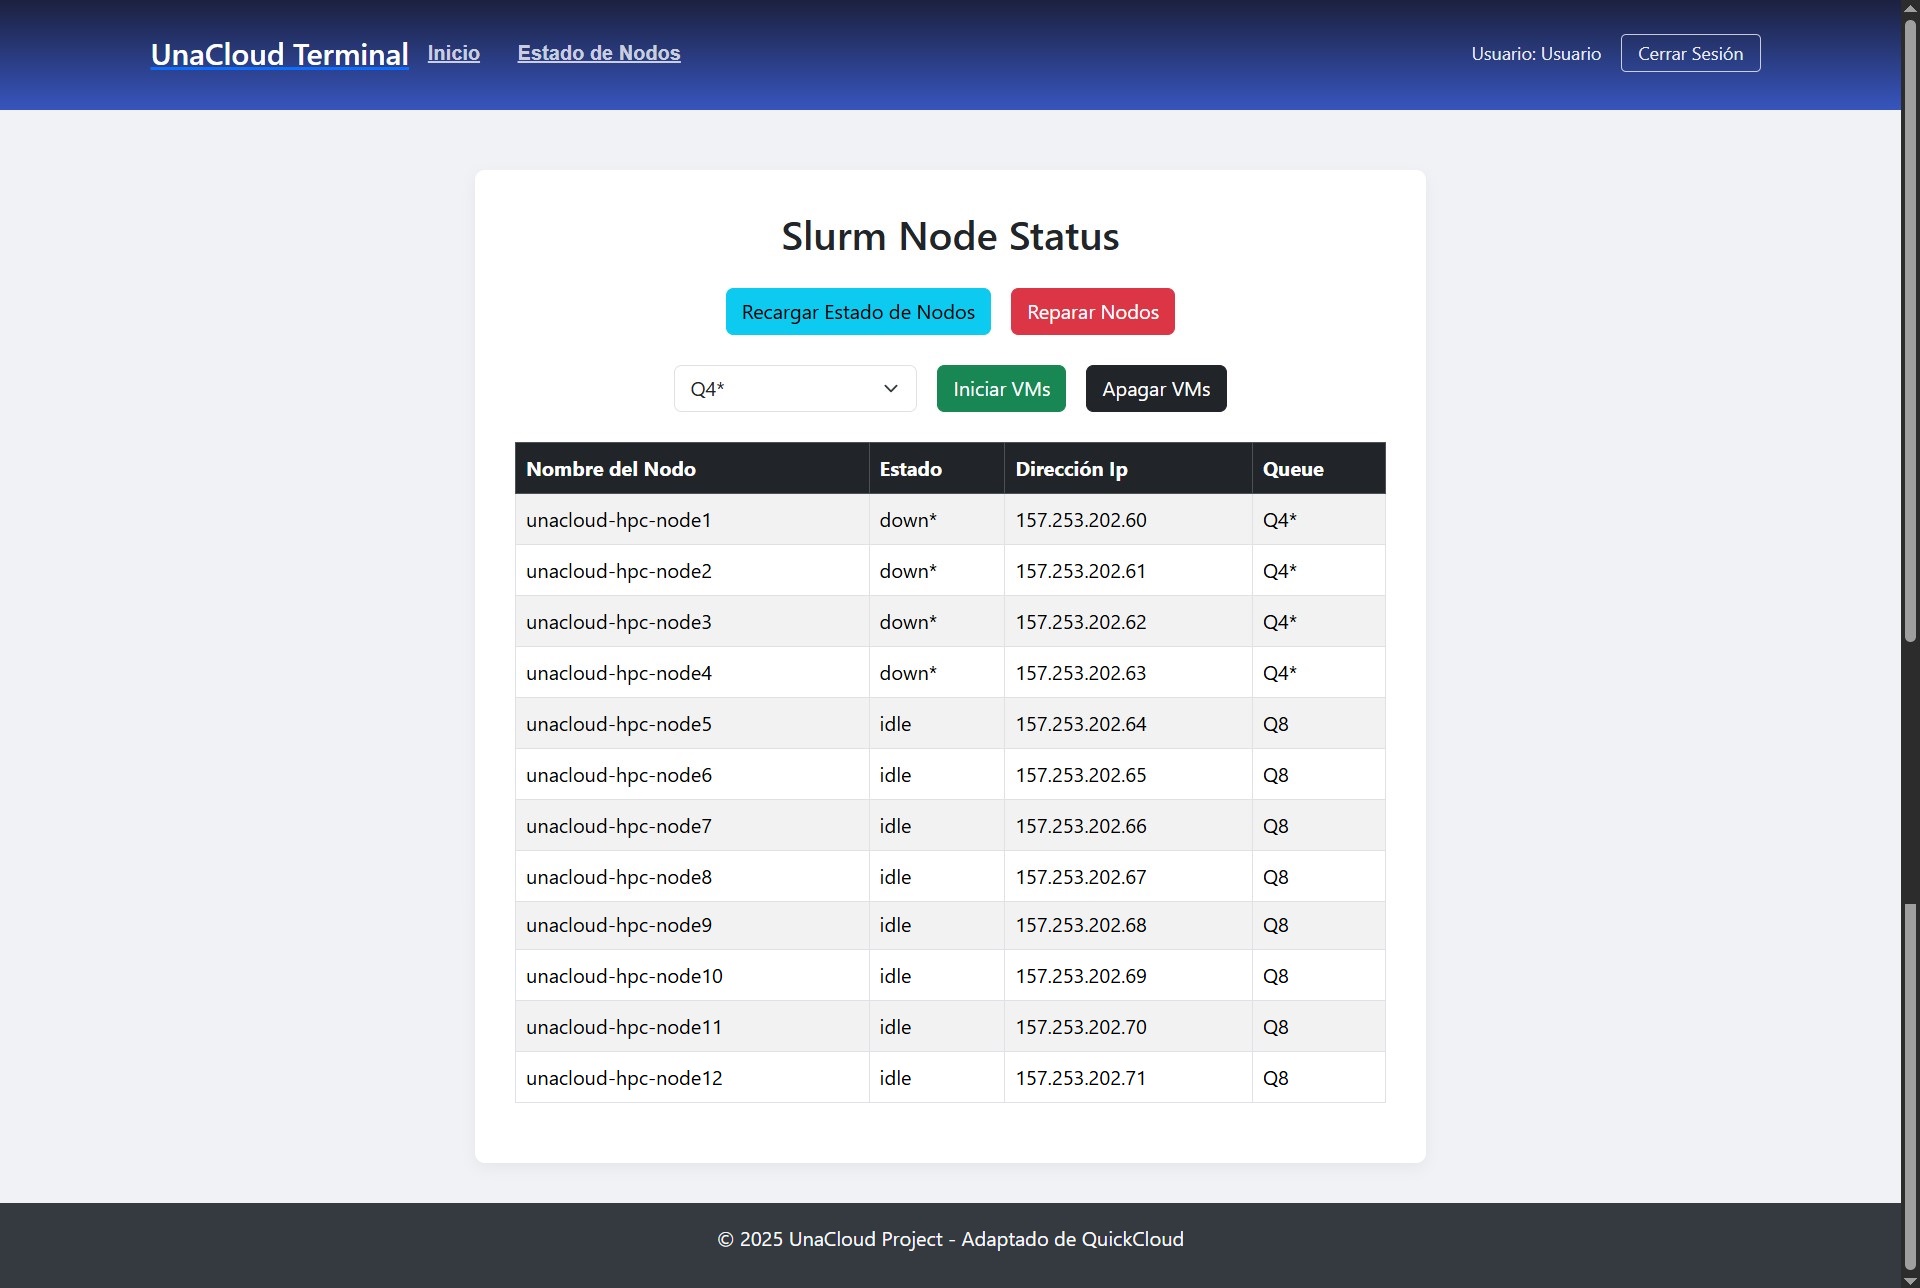 UnaCloud Terminal Inicio Estado de Nodos Usuario: Usuario Cerrar Sesión
Slurm Node Status
Recargar Estado de Nodos Reparar Nodos
Q4* Iniciar VMs Apagar VMs
Nombre del Nodo Estado Dirección Ip Queue
unacloud-hpc-node1 down* 157.253.202.60 Q4*
unacloud-hpc-node2 down* 157.253.202.61 Q4*
unacloud-hpc-node3 down* 157.253.202.62 Q4*
unacloud-hpc-node4 down* 157.253.202.63 Q4*
unacloud-hpc-node5 idle 157.253.202.64 Q8
unacloud-hpc-node6 idle 157.253.202.65 Q8
unacloud-hpc-node7 idle 157.253.202.66 Q8
unacloud-hpc-node8 idle 157.253.202.67 Q8
unacloud-hpc-node9 idle 157.253.202.68 Q8
unacloud-hpc-node10 idle 157.253.202.69 Q8
unacloud-hpc-node11 idle 157.253.202.70 Q8
unacloud-hpc-node12 idle 157.253.202.71 Q8
© 2025 UnaCloud Project - Adaptado de QuickCloud